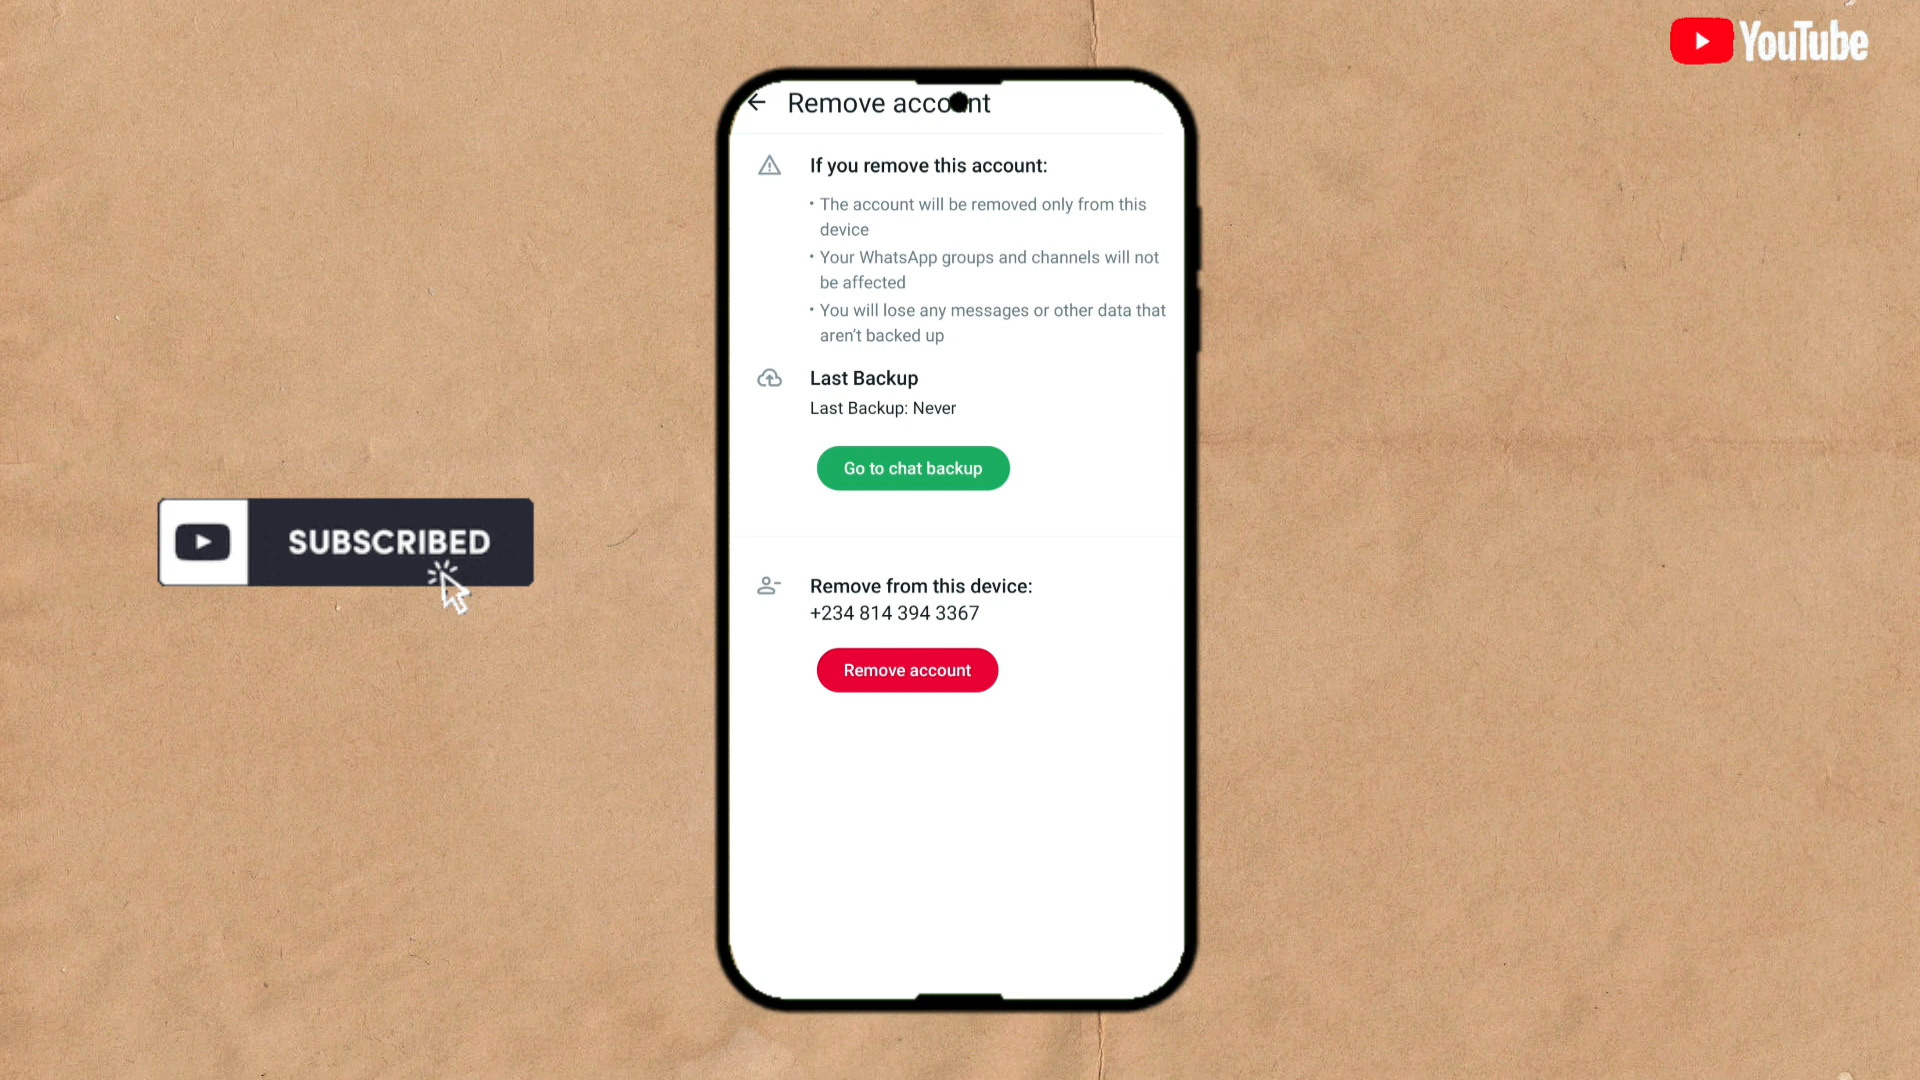 YouTube
Remove account
If you remove this account:
• The account will be removed only from this
device
• Your WhatsApp groups and channels will not
be affected
• You will lose any messages or other data that
aren't backed up
Last Backup
Last Backup: Never
Go to chat backup
SUBSCRIBED
Remove from this device:
+234 814 394 3367
Remove account